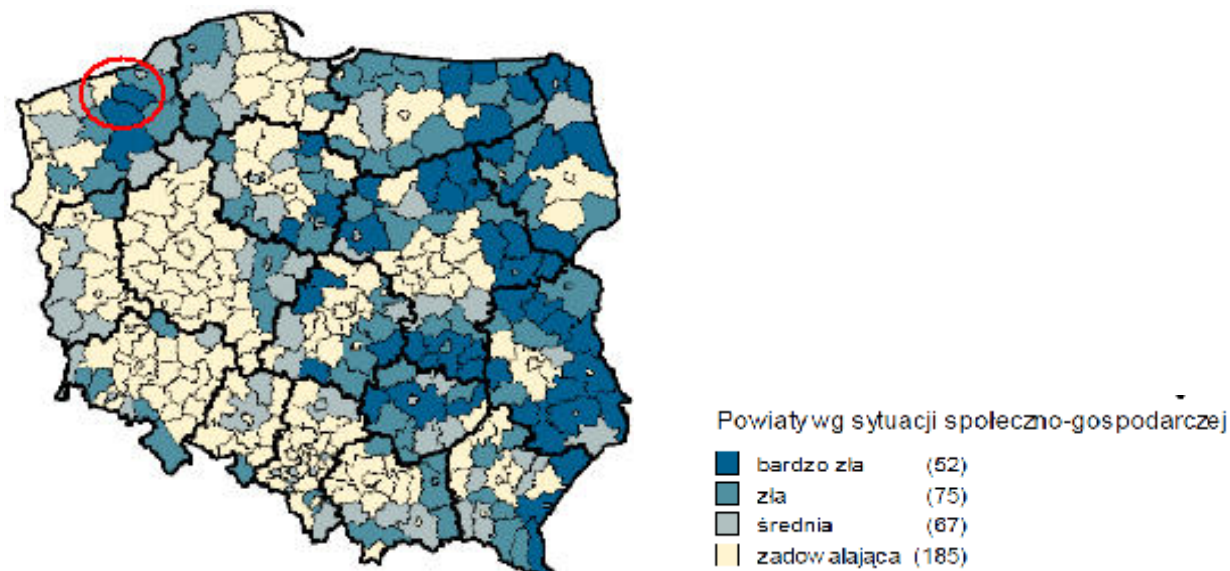 Powiaty wg sytuacji społeczno-gospodarczej
bardzo zła (52)
zła (75)
średnia (67)
zadowalająca (185)